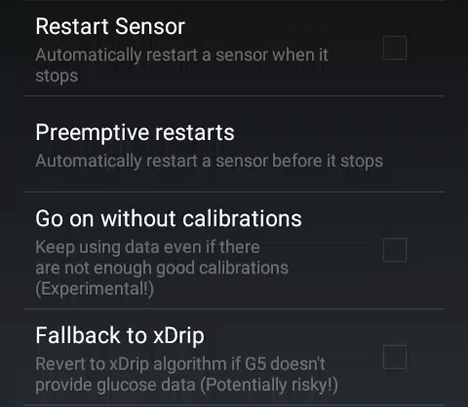 Restart Sensor
Automatically restart a sensor when it
stops
Preemptive restarts
Automatically restart a sensor before it stops
Go on without calibrations
Keep using data even if there
are not enough good calibrations
(Experimental!)
Fallback to xDrip
Revert to xDrip algorithm if G5 doesn't
provide glucose data (Potentially risky!)